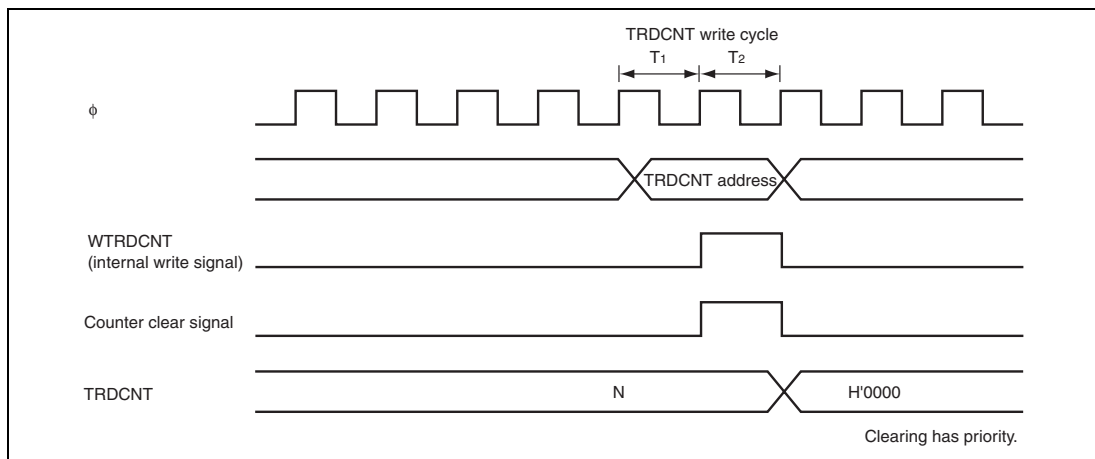 TRDCNT write cycle
T1 T2
ϕ
TRDCNT address
WTRDCNT
(internal write signal)
Counter clear signal
TRDCNT N H'0000
Clearing has priority.